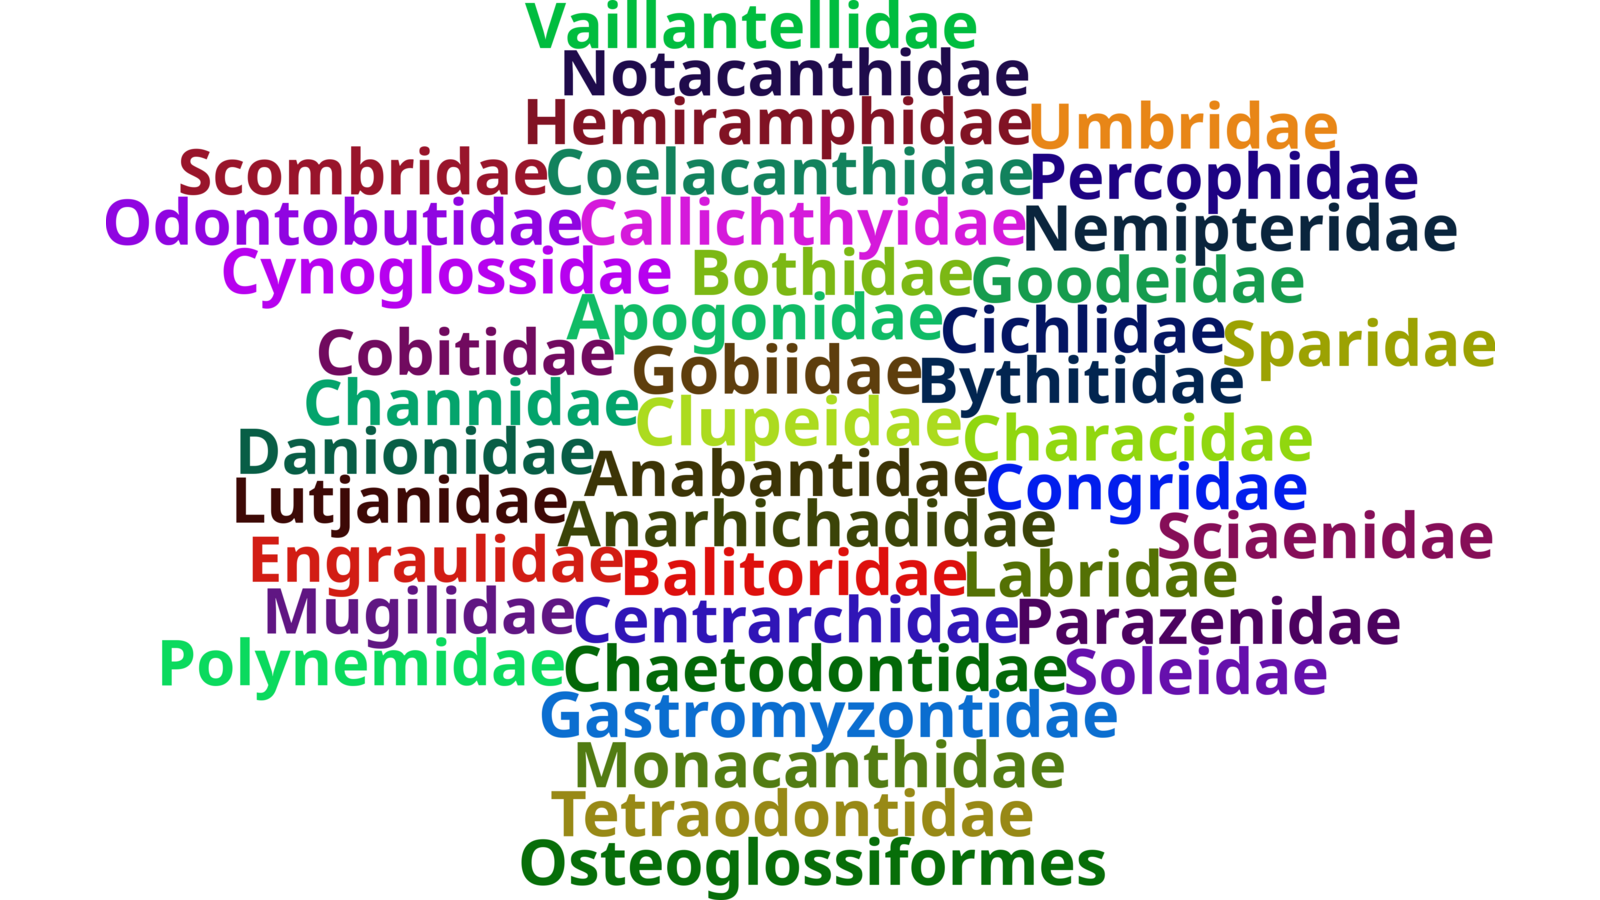 Vaillantellidae
Notacanthidae
Hemiramphidae Umbridae
Scombridae Coelacanthidae Percophidae
Odontobutidae Callichthyidae Nemipteridae
Cynoglossidae Bothidae Goodeidae
Apogonidae Cichlidae Sparidae
Cobitidae Gobiidae Bythitidae
Channidae Clupeidae Characidae
Danionidae Anabantidae Congridae
Lutjanidae Anarhichadidae Sciaenidae
Engraulidae Balitoridae Labridae
Mugilidae Centrarchidae Parazenidae
Polynemidae Chaetodontidae Soleidae
Gastromyzontidae
Monacanthidae
Tetraodontidae
Osteoglossiformes